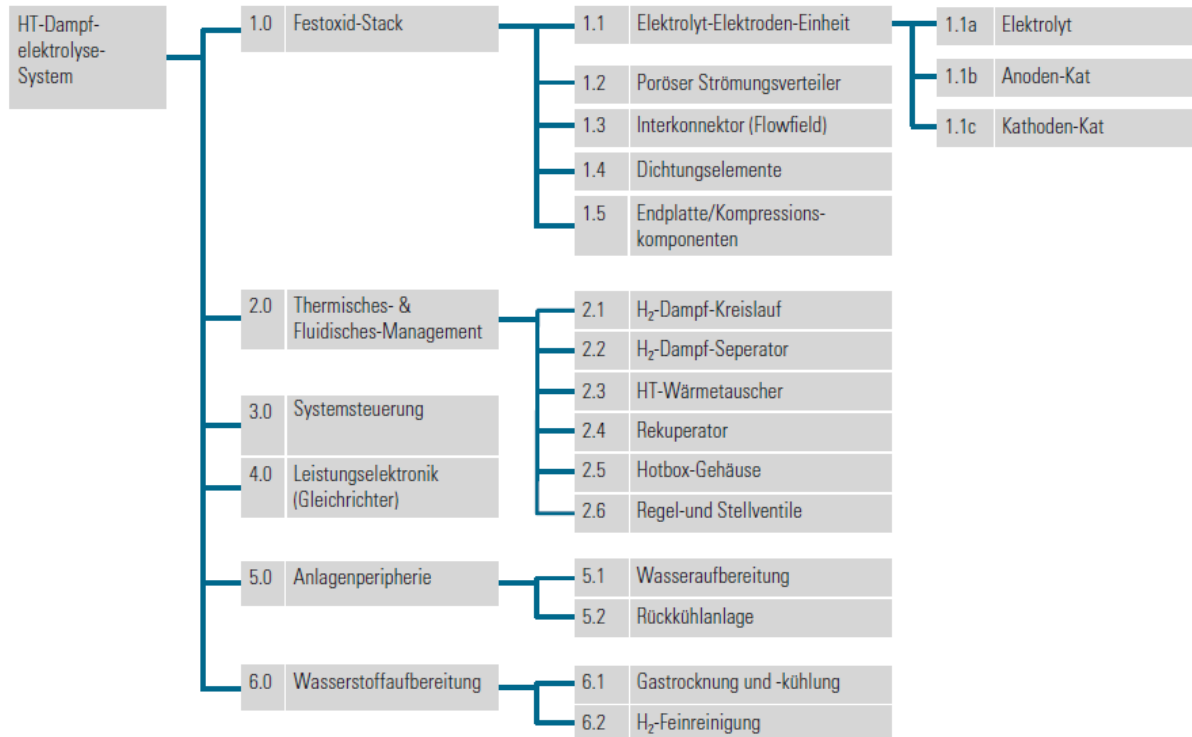 HT-Dampf-
elektrolyse-
System
1.0 Festoxid-Stack
1.1 Elektrolyt-Elektroden-Einheit
1.1a Elektrolyt
1.1b Anoden-Kat
1.1c Kathoden-Kat
1.2 Poröser Strömungsverteiler
1.3 Interkonnektor (Flowfield)
1.4 Dichtungselemente
1.5 Endplatte/Kompressions-
komponenten
2.0 Thermisches- &
Fluidisches-Management
2.1 H₂-Dampf-Kreislauf
2.2 H₂-Dampf-Seperator
2.3 HT-Wärmetauscher
2.4 Rekuperator
2.5 Hotbox-Gehäuse
2.6 Regel-und Stellventile
3.0 Systemsteuerung
4.0 Leistungselektronik
(Gleichrichter)
5.0 Anlagenperipherie
5.1 Wasseraufbereitung
5.2 Rückkühlanlage
6.0 Wasserstoffaufbereitung
6.1 Gastrocknung und -kühlung
6.2 H₂-Feinreinigung